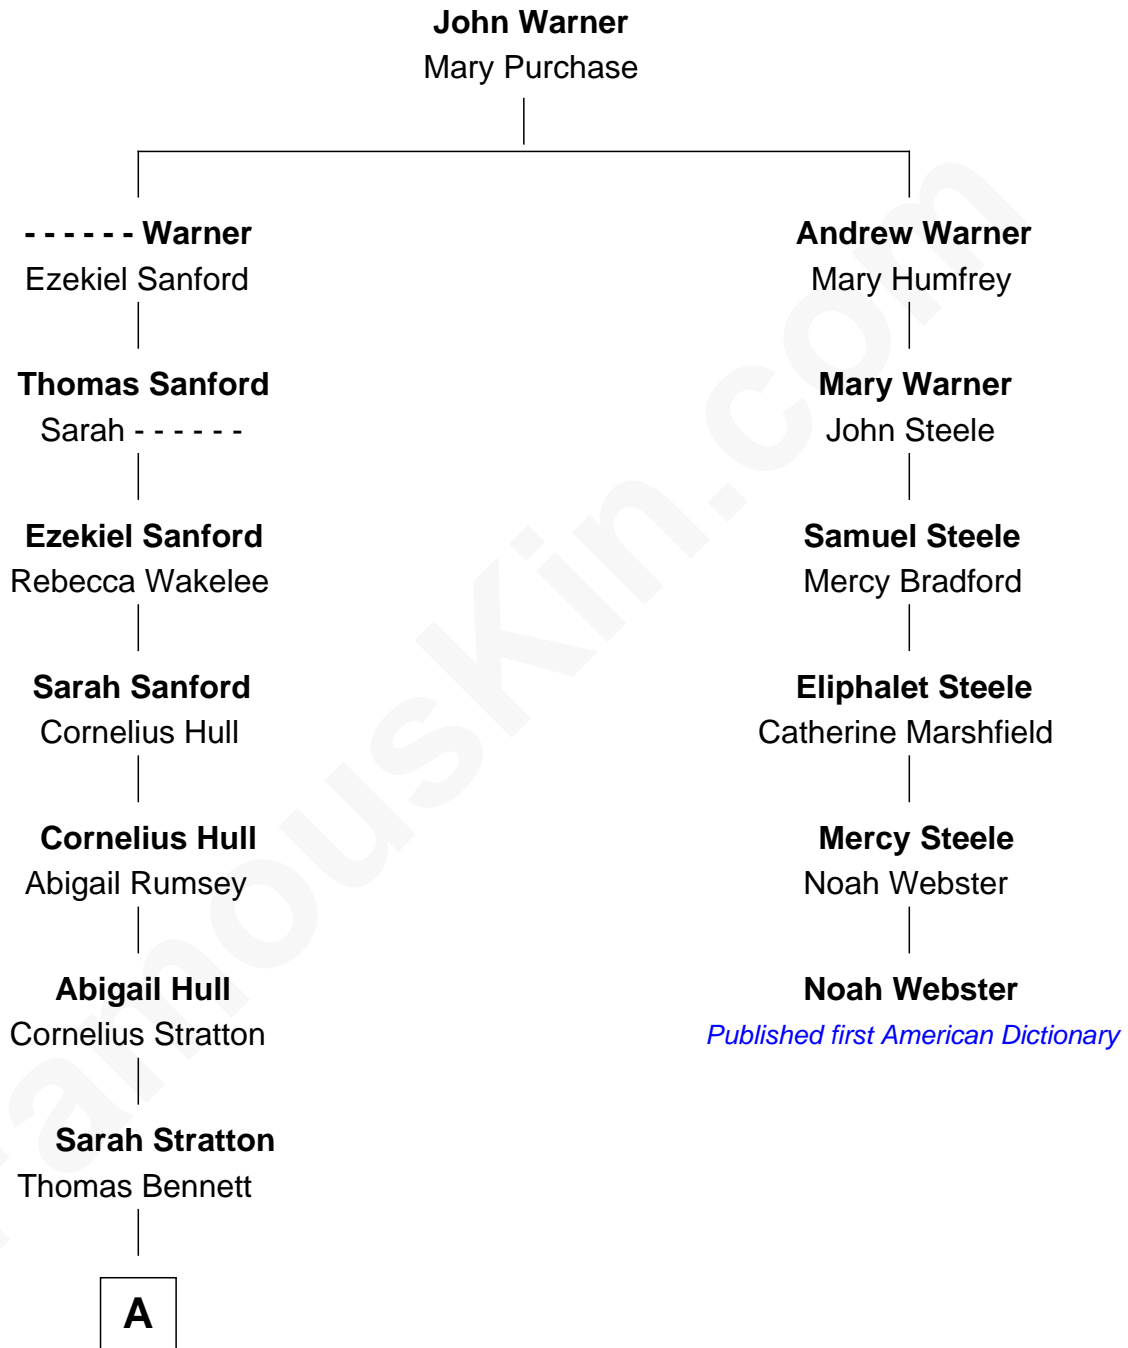 John Warner
Mary Purchase
- - - - - - Warner
Ezekiel Sanford
Andrew Warner
Mary Humfrey
Thomas Sanford
Sarah - - - - - -
Mary Warner
John Steele
Ezekiel Sanford
Rebecca Wakelee
Samuel Steele
Mercy Bradford
Sarah Sanford
Cornelius Hull
Eliphalet Steele
Catherine Marshfield
Cornelius Hull
Abigail Rumsey
Mercy Steele
Noah Webster
Abigail Hull
Cornelius Stratton
Noah Webster
Published first American Dictionary
Sarah Stratton
Thomas Bennett
A
FamousKin.com